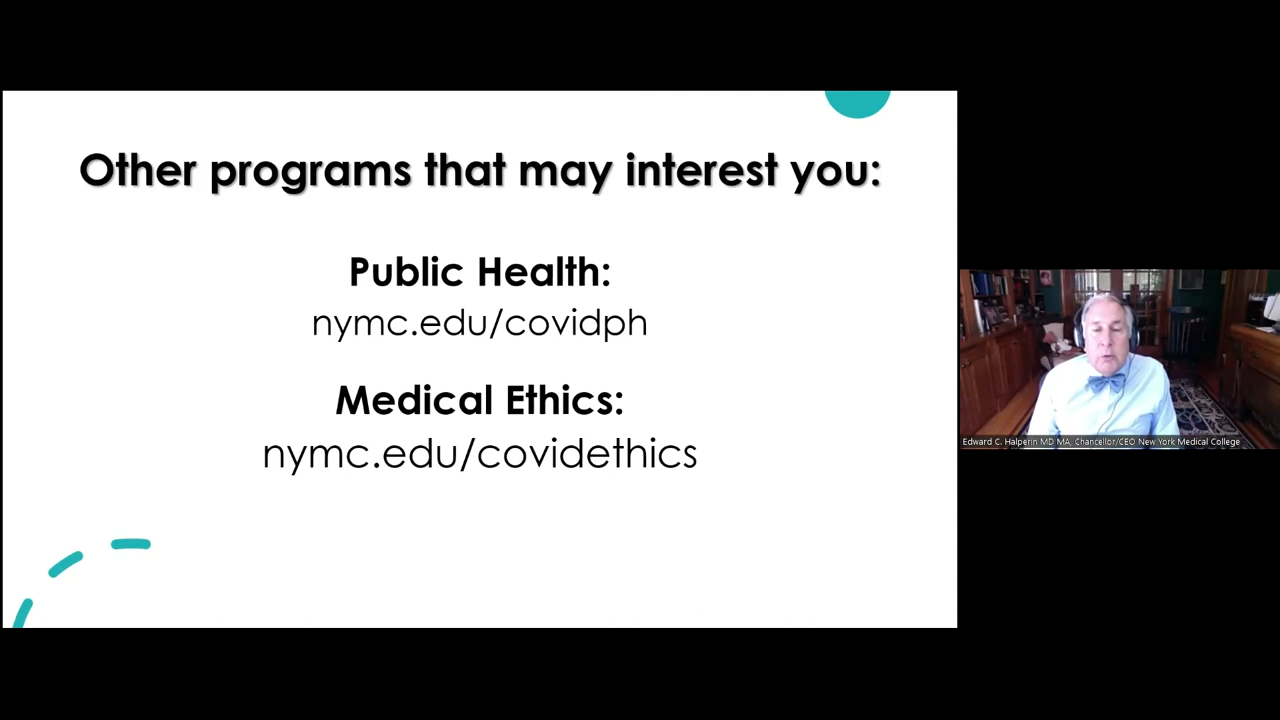 Other programs that may interest you:
Public Health:
nymc.edu/covidph
Medical Ethics:
nymc.edu/covidethics
Edward C. Halperin MD MA, Chancellor/CEO New York Medical College